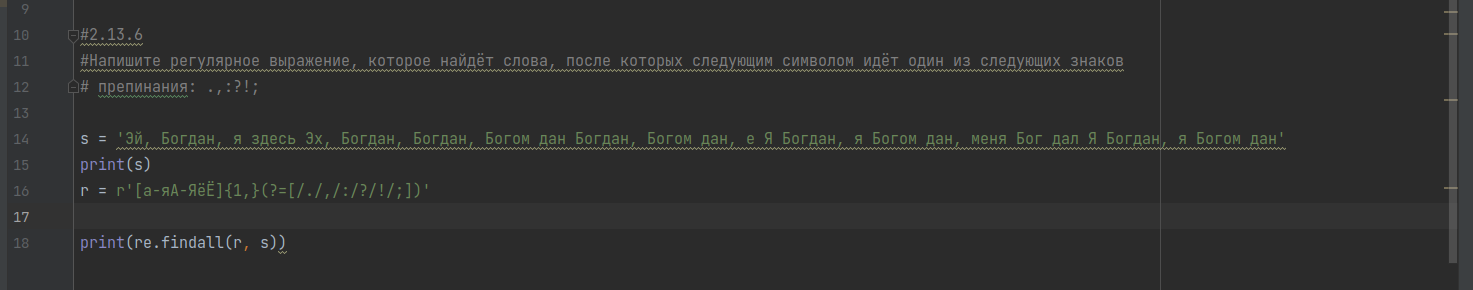 9
10 #2.13.6
11 #Напишите регулярное выражение, которое найдёт слова, после которых следующим символом идёт один из следующих знаков
12 # препинания: .,:?!;
13
14 s = 'Эй, Богдан, я здесь Эх, Богдан, Богдан, Богом дан Богдан, Богом дан, е Я Богдан, я Богом дан, меня Бог дал Я Богдан, я Богом дан'
15 print(s)
16 r = r'[а-яА-ЯёЁ]{1,}(?=[/./,/:/?/!/;])'
17
18 print(re.findall(r, s))